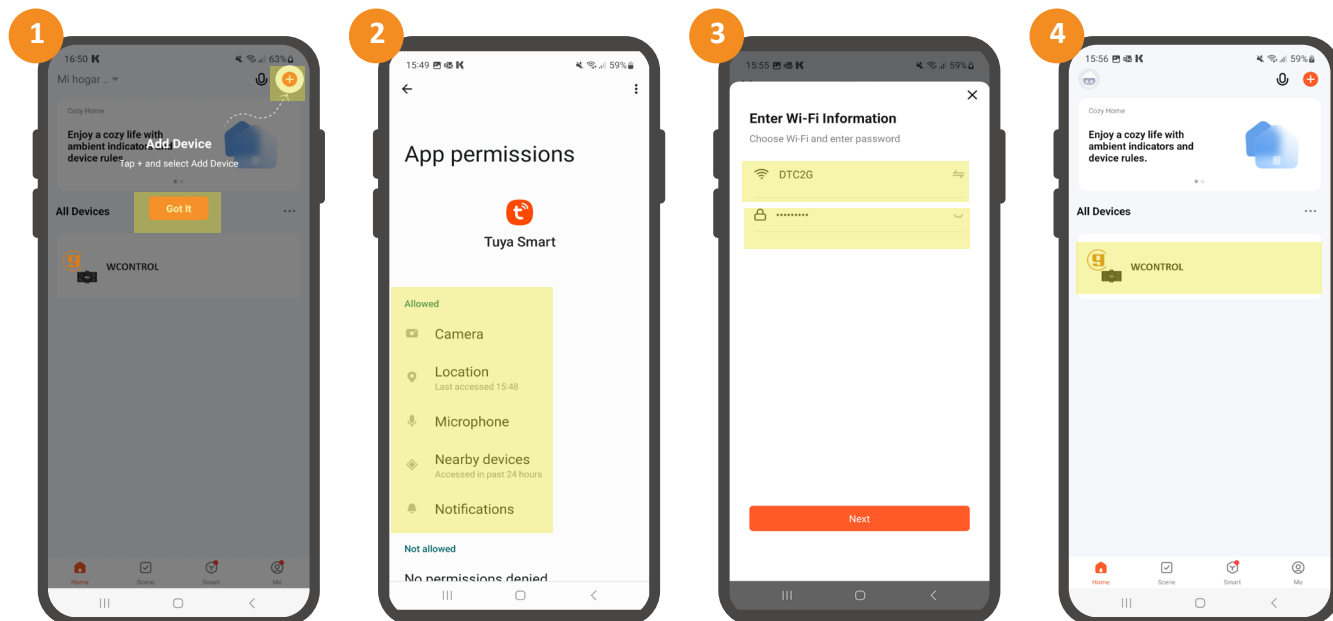 1
16:50 K
63%
Mi hogar ..
Cozy Home
Enjoy a cozy life with
ambient indicators and
device rules.
Add Device
Tap + and select Add Device
Got It
All Devices
...
g
WCONTROL
Home
Scene
Smart
Me
2
15:49 K
59%
App permissions
Tuya Smart
Allowed
Camera
Location
Last accessed 15:48
Microphone
Nearby devices
Accessed in past 24 hours
Notifications
Not allowed
No permissions denied
3
15:55 K
59%
Enter Wi-Fi Information
Choose Wi-Fi and enter password
DTC2G
•••••••••
Next
4
15:56 K
59%
Cozy Home
Enjoy a cozy life with
ambient indicators and
device rules.
All Devices
...
g
WCONTROL
Home
Scene
Smart
Me